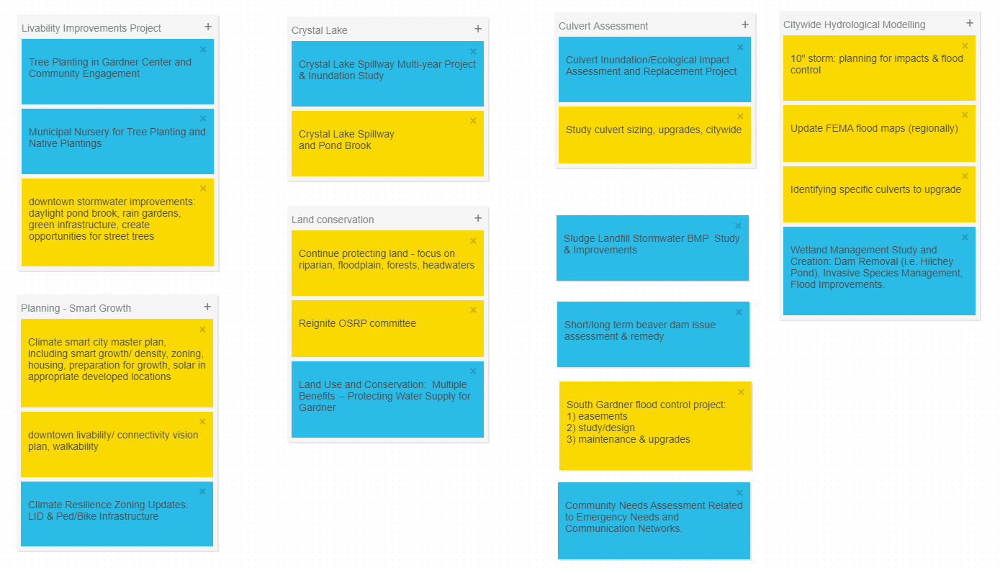 Livability Improvements Project +
Tree Planting in Gardner Center and
Community Engagement
Municipal Nursery for Tree Planting and
Native Plantings
downtown stormwater improvements:
daylight pond brook, rain gardens,
green infrastructure, create
opportunities for street trees
Planning - Smart Growth +
Climate smart city master plan,
including smart growth/ density, zoning,
housing, preparation for growth, solar in
appropriate developed locations
downtown livability/ connectivity vision
plan, walkability
Climate Resilience Zoning Updates:
LID & Ped/Bike Infrastructure
Crystal Lake +
Crystal Lake Spillway Multi-year Project
& Inundation Study
Crystal Lake Spillway
and Pond Brook
Land conservation +
Continue protecting land - focus on
riparian, floodplain, forests, headwaters
Reignite OSRP committee
Land Use and Conservation:  Multiple
Benefits -- Protecting Water Supply for
Gardner
Culvert Assessment +
Culvert Inundation/Ecological Impact
Assessment and Replacement Project
Study culvert sizing, upgrades, citywide
Sludge Landfill Stormwater BMP  Study
& Improvements
Short/long term beaver dam issue
assessment & remedy
South Gardner flood control project:
1) easements
2) study/design
3) maintenance & upgrades
Community Needs Assessment Related
to Emergency Needs and
Communication Networks.
Citywide Hydrological Modelling +
10" storm: planning for impacts & flood
control
Update FEMA flood maps (regionally)
Identifying specific culverts to upgrade
Wetland Management Study and
Creation: Dam Removal (i.e. Hilchey
Pond), Invasive Species Management,
Flood Improvements.